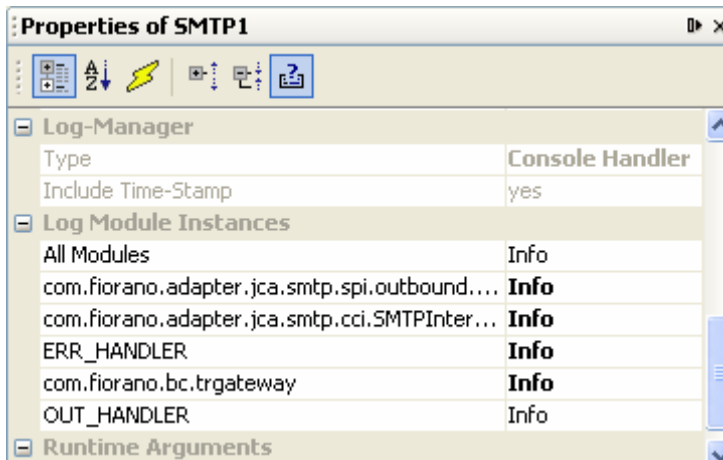 Properties of SMTP1
Log-Manager
Type Console Handler
Include Time-Stamp yes
Log Module Instances
All Modules Info
com.fiorano.adapter.jca.smtp.spi.outbound.... Info
com.fiorano.adapter.jca.smtp.cci.SMTPInter... Info
ERR_HANDLER Info
com.fiorano.bc.trgateway Info
OUT_HANDLER Info
Runtime Arguments